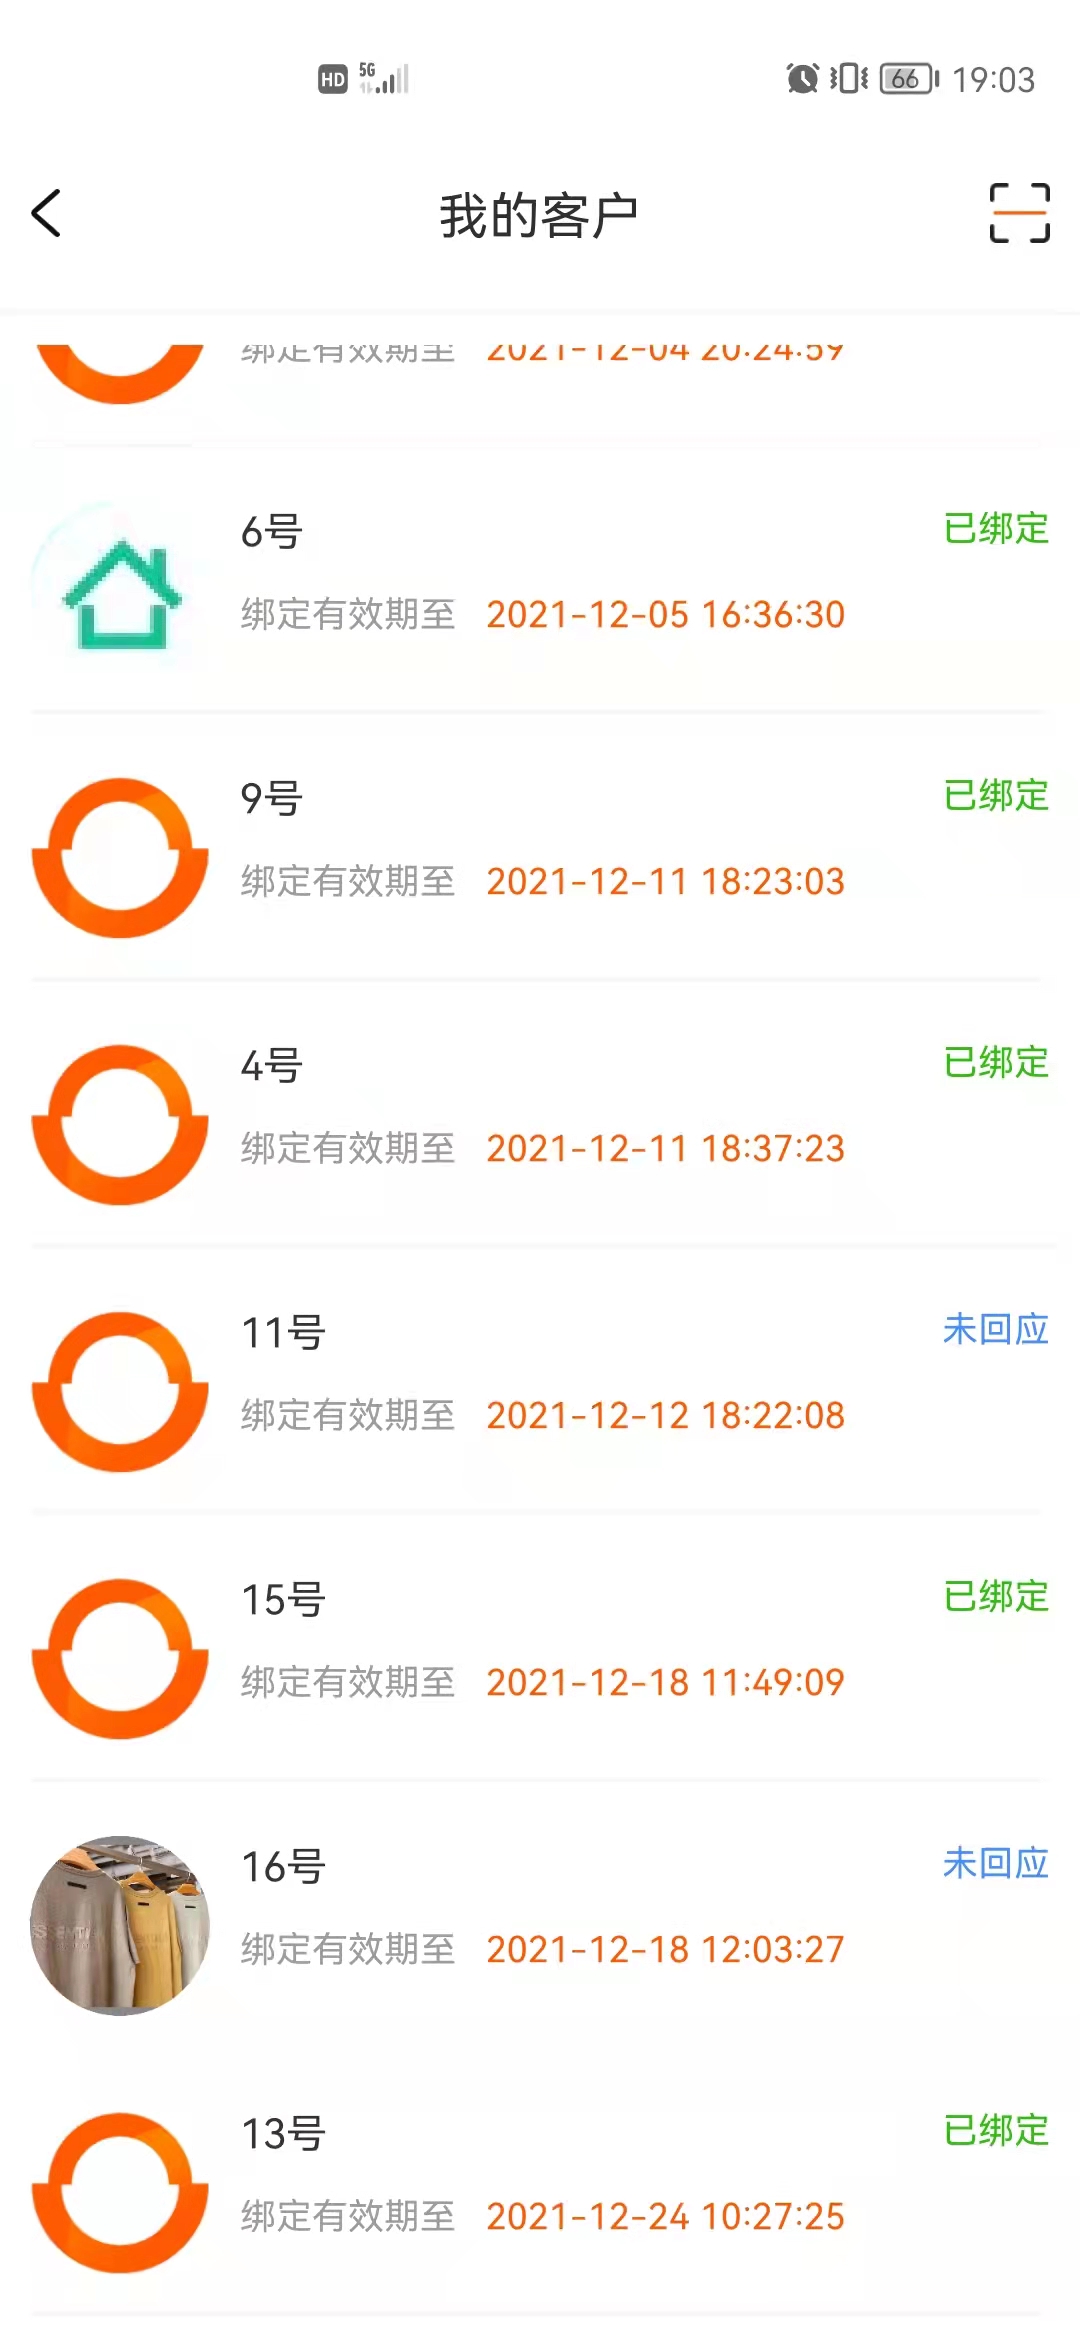 HD 5G 66 19:03
我的客户
绑定有效期至 2021-12-04 20:24:59
6号 已绑定
绑定有效期至 2021-12-05 16:36:30
9号 已绑定
绑定有效期至 2021-12-11 18:23:03
4号 已绑定
绑定有效期至 2021-12-11 18:37:23
11号 未回应
绑定有效期至 2021-12-12 18:22:08
15号 已绑定
绑定有效期至 2021-12-18 11:49:09
16号 未回应
绑定有效期至 2021-12-18 12:03:27
13号 已绑定
绑定有效期至 2021-12-24 10:27:25